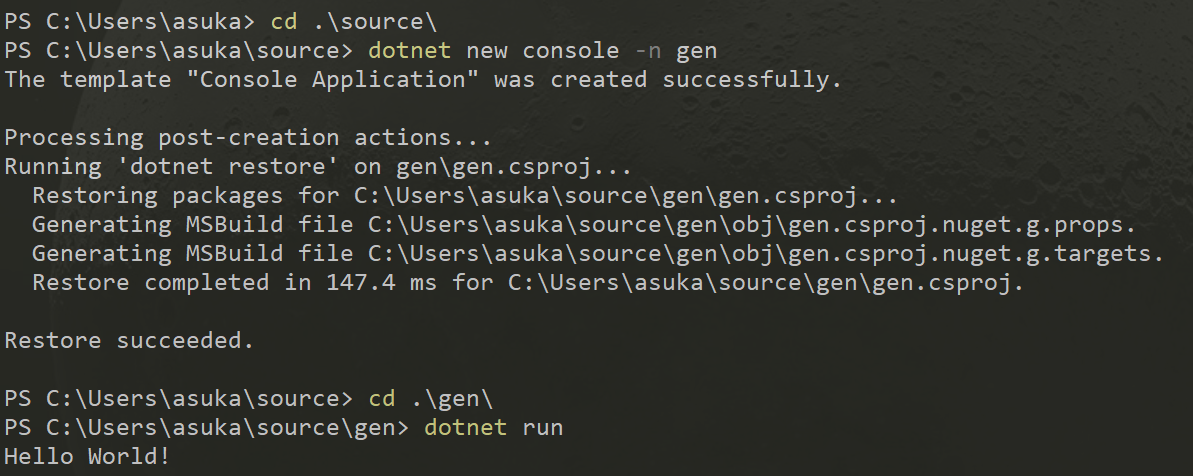 PS C:\Users\asuka> cd .\source\
PS C:\Users\asuka\source> dotnet new console -n gen
The template "Console Application" was created successfully.
Processing post-creation actions...
Running 'dotnet restore' on gen\gen.csproj...
Restoring packages for C:\Users\asuka\source\gen\gen.csproj...
Generating MSBuild file C:\Users\asuka\source\gen\obj\gen.csproj.nuget.g.props.
Generating MSBuild file C:\Users\asuka\source\gen\obj\gen.csproj.nuget.g.targets.
Restore completed in 147.4 ms for C:\Users\asuka\source\gen\gen.csproj.
Restore succeeded.
PS C:\Users\asuka\source> cd .\gen\
PS C:\Users\asuka\source\gen> dotnet run
Hello World!